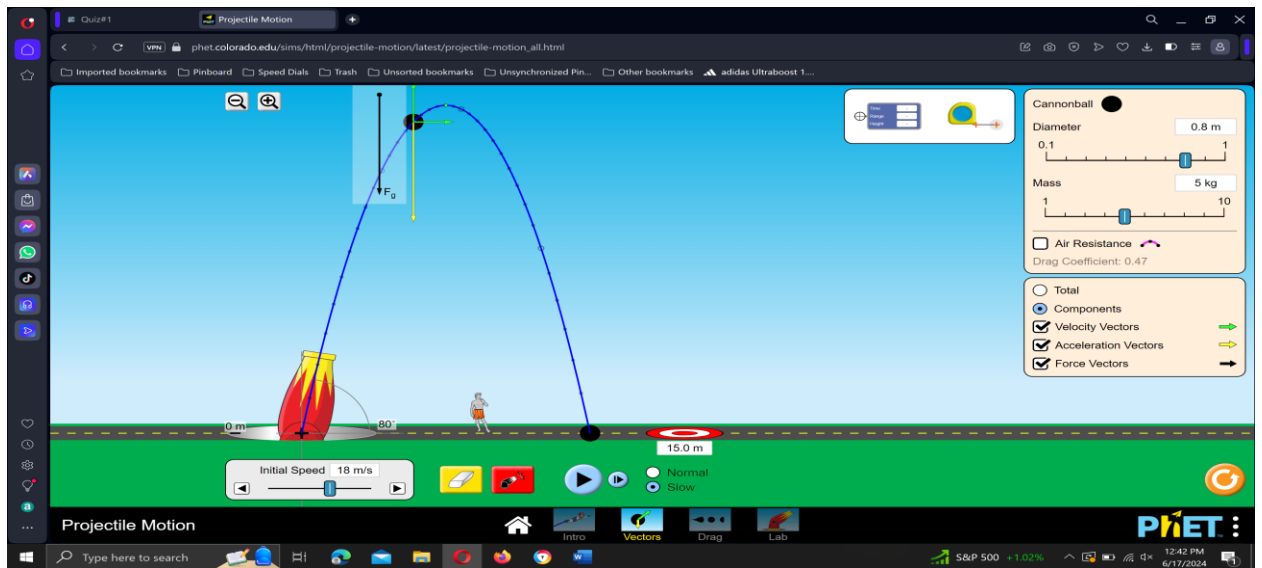 Quiz#1
Projectile Motion
VPN
phet.colorado.edu/sims/html/projectile-motion/latest/projectile-motion_all.html
Imported bookmarks
Pinboard
Speed Dials
Trash
Unsorted bookmarks
Unsynchronized Pin...
Other bookmarks
adidas Ultraboost 1....
Time
Range
Height
Cannonball
Diameter
0.8 m
0.1
1
Mass
5 kg
1
10
Air Resistance
Drag Coefficient: 0.47
Total
Components
Velocity Vectors
Acceleration Vectors
Force Vectors
Fg
0 m
80°
15.0 m
Initial Speed
18 m/s
Normal
Slow
Projectile Motion
Intro
Vectors
Drag
Lab
PhET
Type here to search
S&P 500 +1.02%
12:42 PM
6/17/2024